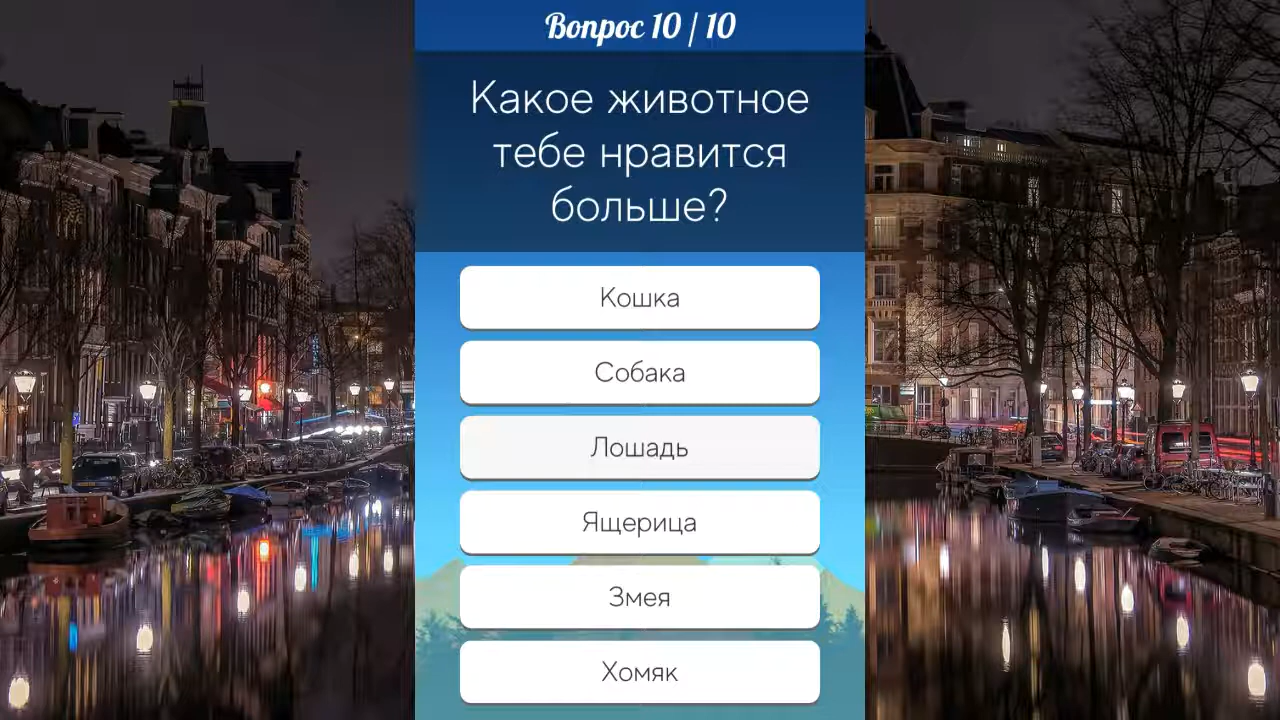 Вопрос 10 / 10
Какое животное
тебе нравится
больше?
Кошка
Собака
Лошадь
Ящерица
Змея
Хомяк